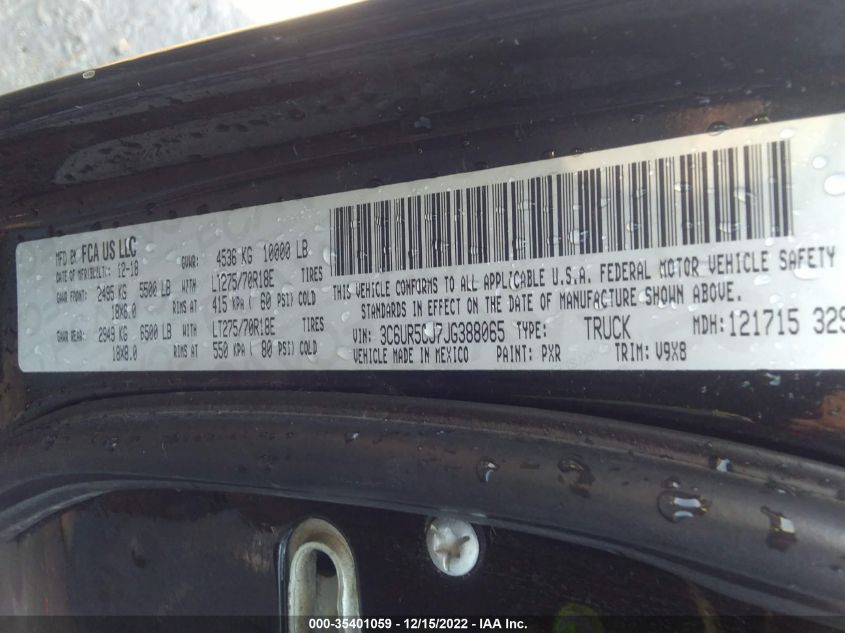 MFD BY FCA US LLC
DATE OF MFR(BUILT): 12-18 GVWR: 4536 KG 10000 LB
GAWR FRONT: 2495 KG 5500 LB WITH LT275/70R18E TIRES
18X8.0 RIMS AT 415 KPA ( 60 PSI) COLD
GAWR REAR: 2949 KG 6500 LB WITH LT275/70R18E TIRES
18X8.0 RIMS AT 550 KPA ( 80 PSI) COLD
THIS VEHICLE CONFORMS TO ALL APPLICABLE U.S.A. FEDERAL MOTOR VEHICLE SAFETY
STANDARDS IN EFFECT ON THE DATE OF MANUFACTURE SHOWN ABOVE.
VIN: 3C6UR5CJ7JG388065 TYPE: TRUCK MDH: 121715 329
VEHICLE MADE IN MEXICO PAINT: PXR TRIM: V9X8
000-35401059 - 12/15/2022 - IAA Inc.